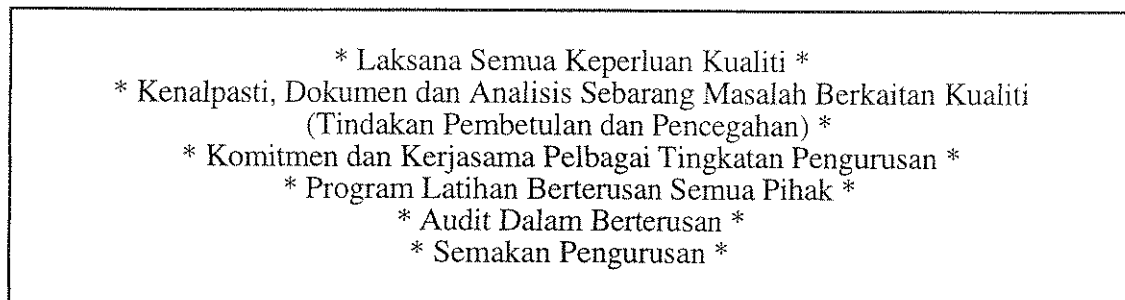 * Laksana Semua Keperluan Kualiti *
* Kenalpasti, Dokumen dan Analisis Sebarang Masalah Berkaitan Kualiti
(Tindakan Pembetulan dan Pencegahan) *
* Komitmen dan Kerjasama Pelbagai Tingkatan Pengurusan *
* Program Latihan Berterusan Semua Pihak *
* Audit Dalam Berterusan *
* Semakan Pengurusan *